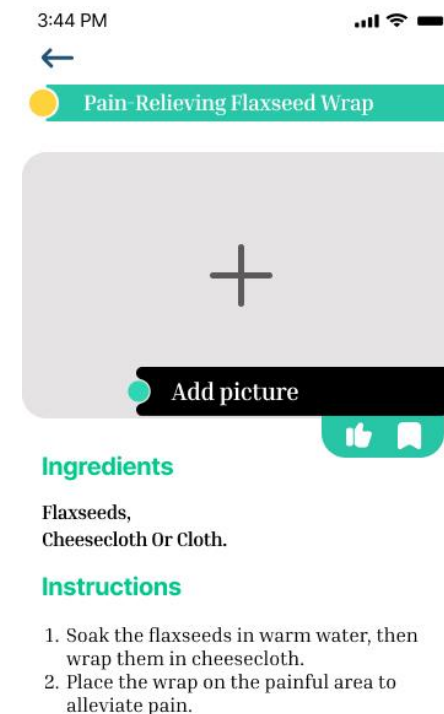 3:44 PM
Pain-Relieving Flaxseed Wrap
Add picture
Ingredients
Flaxseeds,
Cheesecloth Or Cloth.
Instructions
1. Soak the flaxseeds in warm water, then
wrap them in cheesecloth.
2. Place the wrap on the painful area to
alleviate pain.